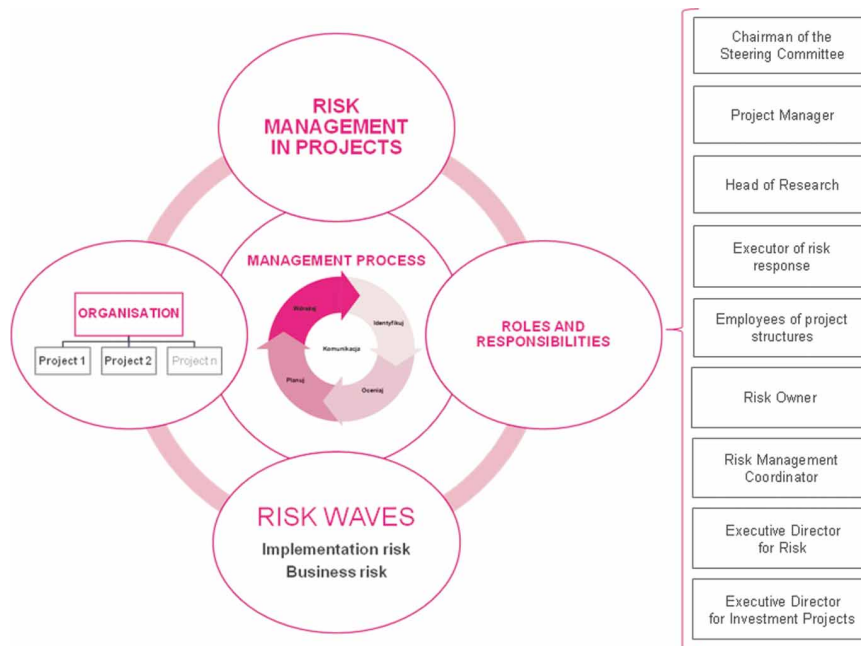 RISK
MANAGEMENT
IN PROJECTS
MANAGEMENT PROCESS
Wdrażaj
Identyfikuj
Komunikacja
Planuj
Oceniaj
ORGANISATION
Project 1
Project 2
Project n
ROLES AND
RESPONSIBILITIES
RISK WAVES
Implementation risk
Business risk
Chairman of the
Steering Committee
Project Manager
Head of Research
Executor of risk
response
Employees of project
structures
Risk Owner
Risk Management
Coordinator
Executive Director
for Risk
Executive Director
for Investment Projects